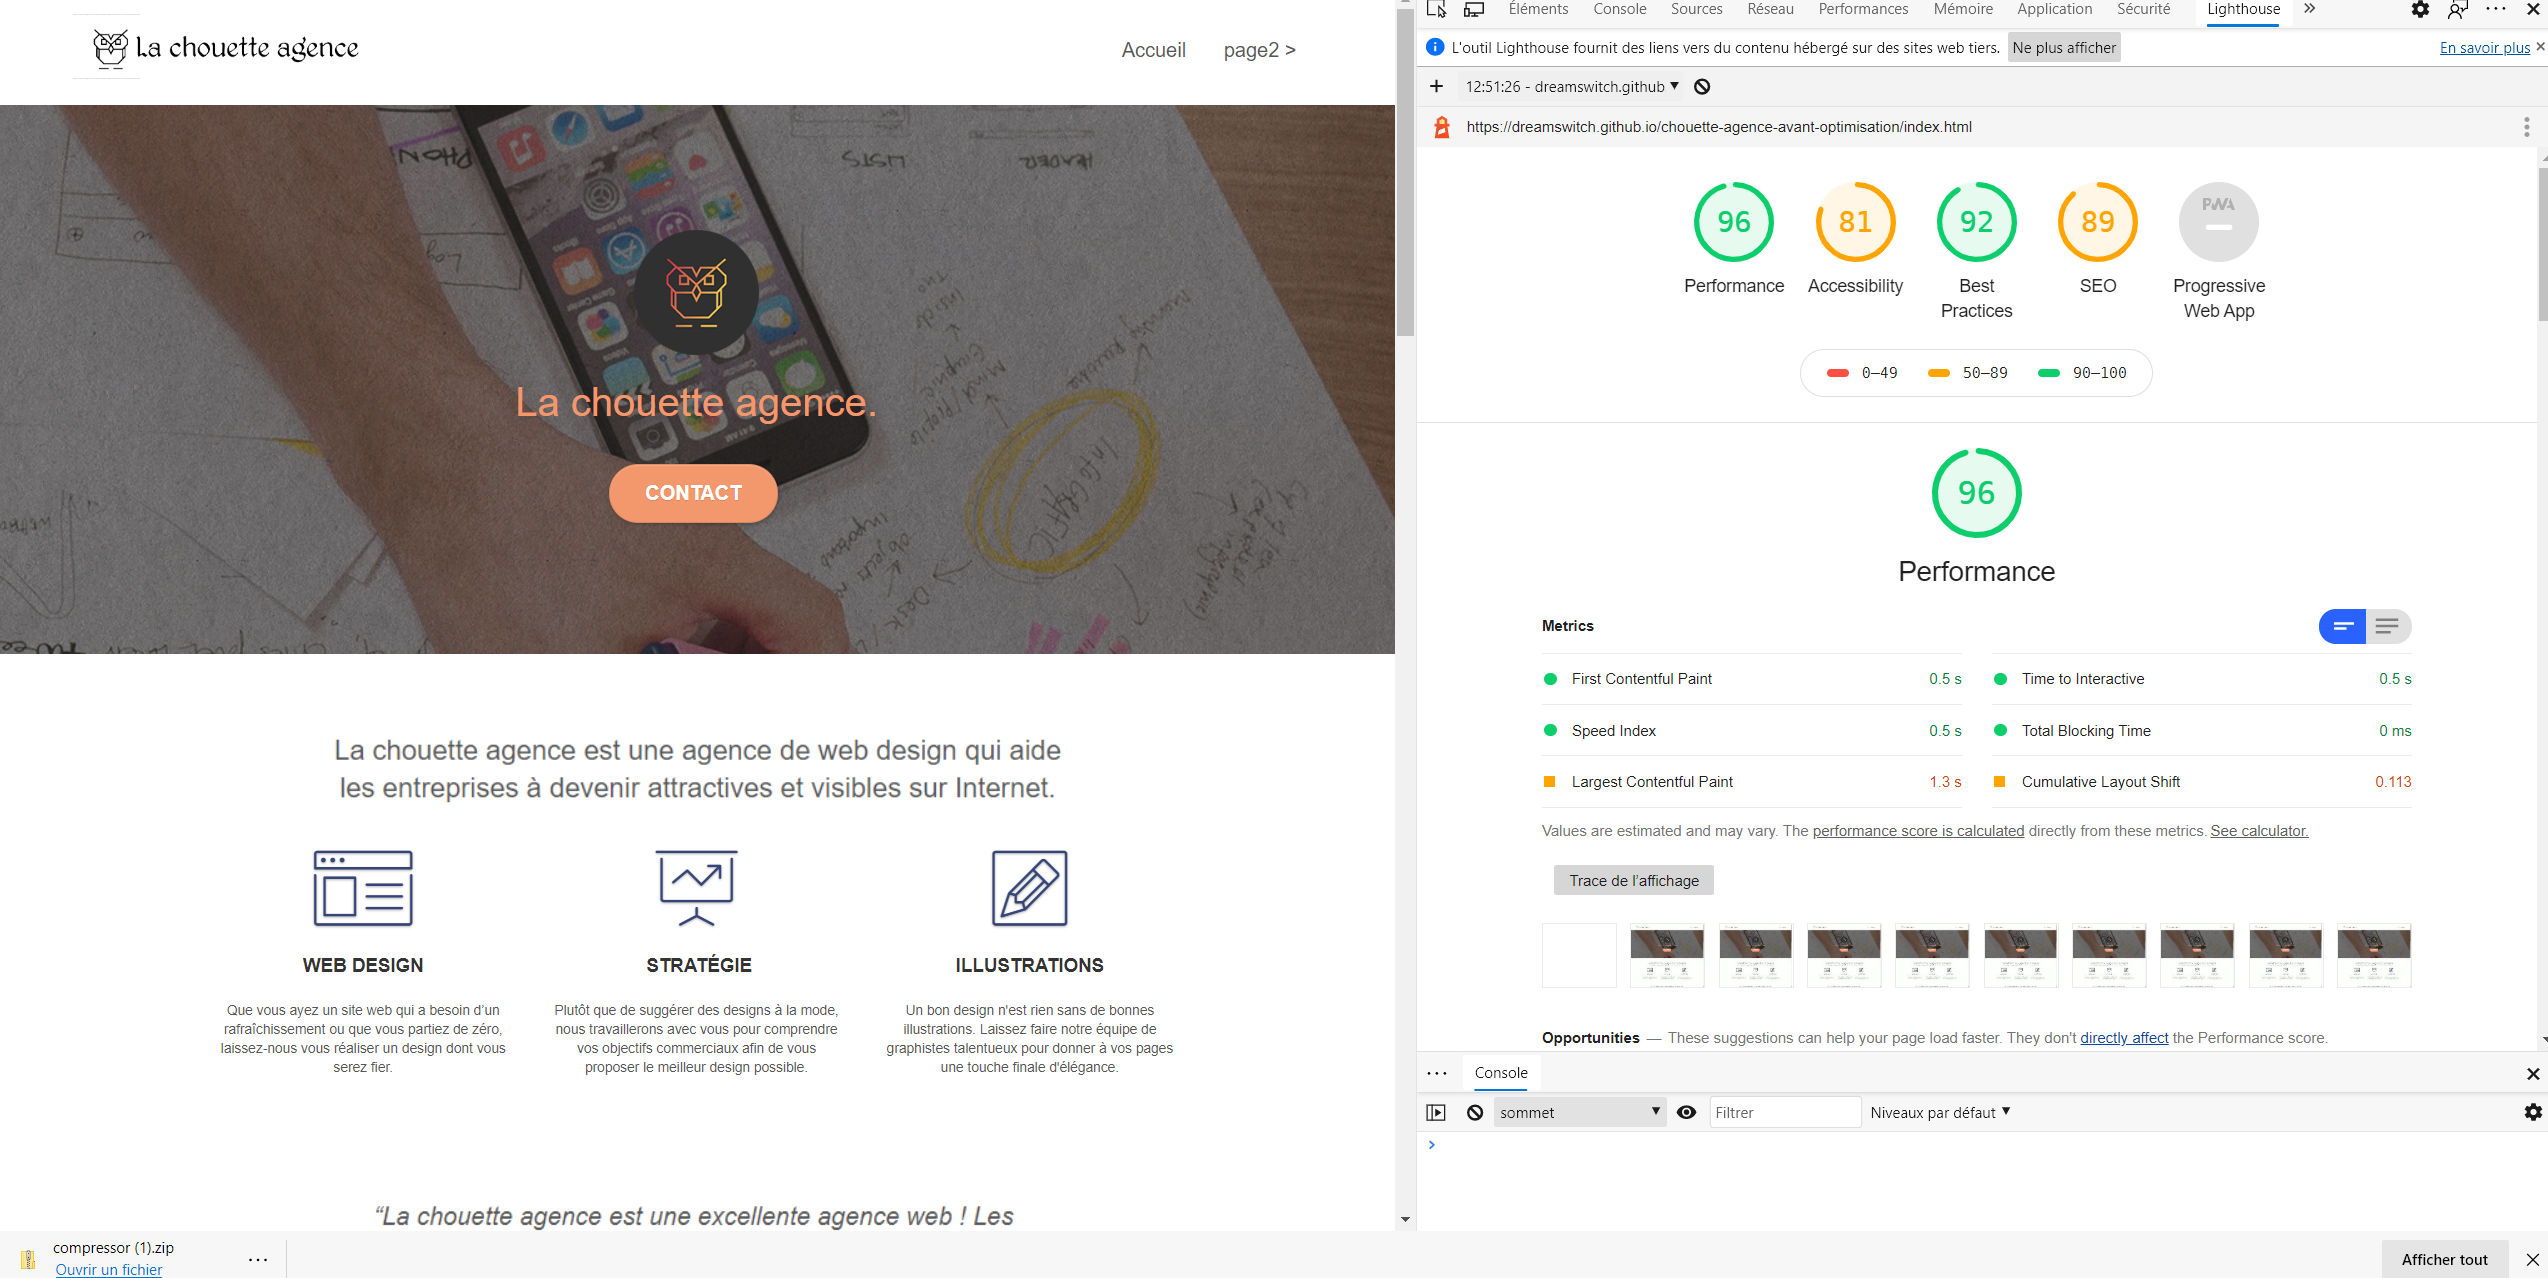 La chouette agence
Accueil
page2 >
PHON
LISTS
HEADER
La chouette agence.
CONTACT
La chouette agence est une agence de web design qui aide
les entreprises à devenir attractives et visibles sur Internet.
WEB DESIGN
Que vous ayez un site web qui a besoin d'un
rafraîchissement ou que vous partiez de zéro,
laissez-nous vous réaliser un design dont vous
serez fier.
STRATÉGIE
Plutôt que de suggérer des designs à la mode,
nous travaillerons avec vous pour comprendre
vos objectifs commerciaux afin de vous
proposer le meilleur design possible.
ILLUSTRATIONS
Un bon design n'est rien sans de bonnes
illustrations. Laissez faire notre équipe de
graphistes talentueux pour donner à vos pages
une touche finale d'élégance.
“La chouette agence est une excellente agence web ! Les
compressor (1).zip
Ouvrir un fichier
Afficher tout
Éléments Console Sources Réseau Performances Mémoire Application Sécurité Lighthouse
L'outil Lighthouse fournit des liens vers du contenu hébergé sur des sites web tiers. Ne plus afficher En savoir plus
12:51:26 - dreamswitch.github
https://dreamswitch.github.io/chouette-agence-avant-optimisation/index.html
96 81 92 89 PWA
Performance Accessibility Best Practices SEO Progressive Web App
0–49 50–89 90–100
96
Performance
Metrics
First Contentful Paint 0.5 s
Time to Interactive 0.5 s
Speed Index 0.5 s
Total Blocking Time 0 ms
Largest Contentful Paint 1.3 s
Cumulative Layout Shift 0.113
Values are estimated and may vary. The performance score is calculated directly from these metrics. See calculator.
Trace de l'affichage
Opportunities — These suggestions can help your page load faster. They don't directly affect the Performance score.
Console
sommet
Filtrer
Niveaux par défaut